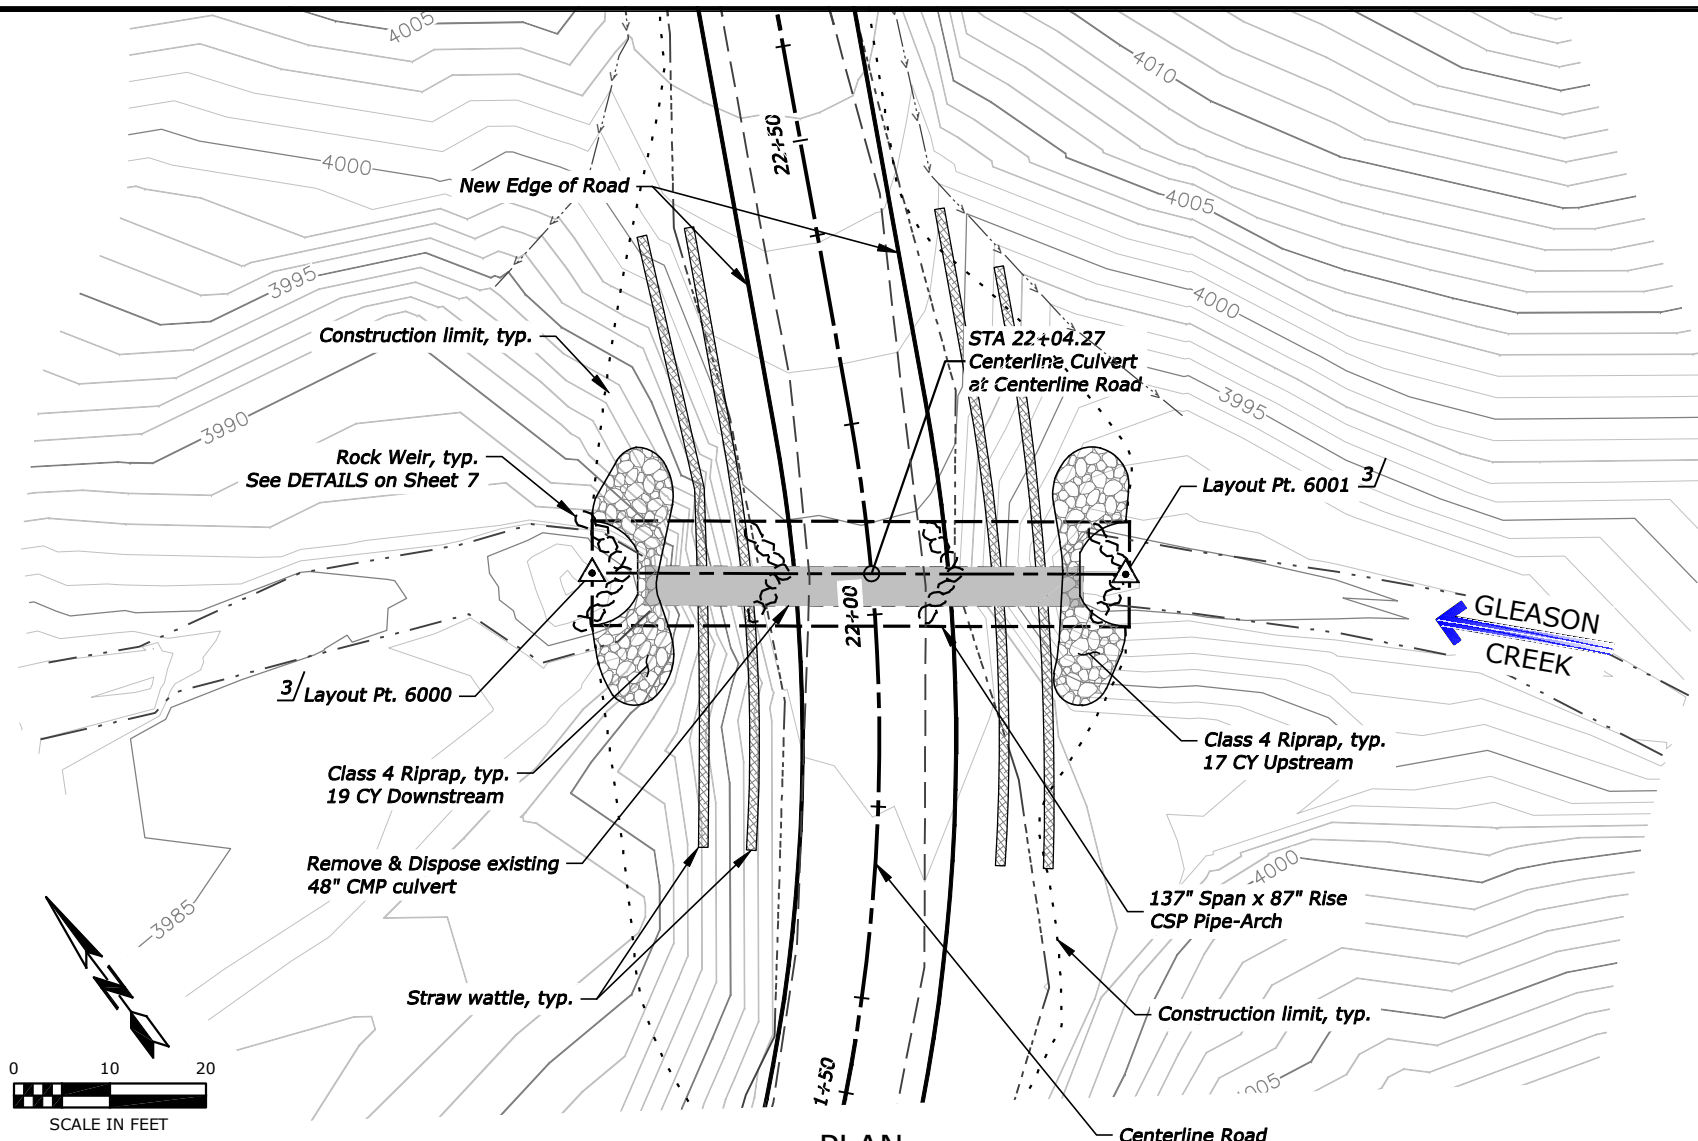 4005
4010
22+50
4000
New Edge of Road
4005
3995
4000
Construction limit, typ.
STA 22+04.27
Centerline Culvert
at Centerline Road
3995
3990
Rock Weir, typ.
See DETAILS on Sheet 7
Layout Pt. 6001
3
GLEASON
CREEK
22+00
3
Layout Pt. 6000
Class 4 Riprap, typ.
17 CY Upstream
Class 4 Riprap, typ.
19 CY Downstream
Remove & Dispose existing
48" CMP culvert
4000
137" Span x 87" Rise
CSP Pipe-Arch
3985
Straw wattle, typ.
Construction limit, typ.
0 10 20
SCALE IN FEET
1+50
005
PLAN
Centerline Road